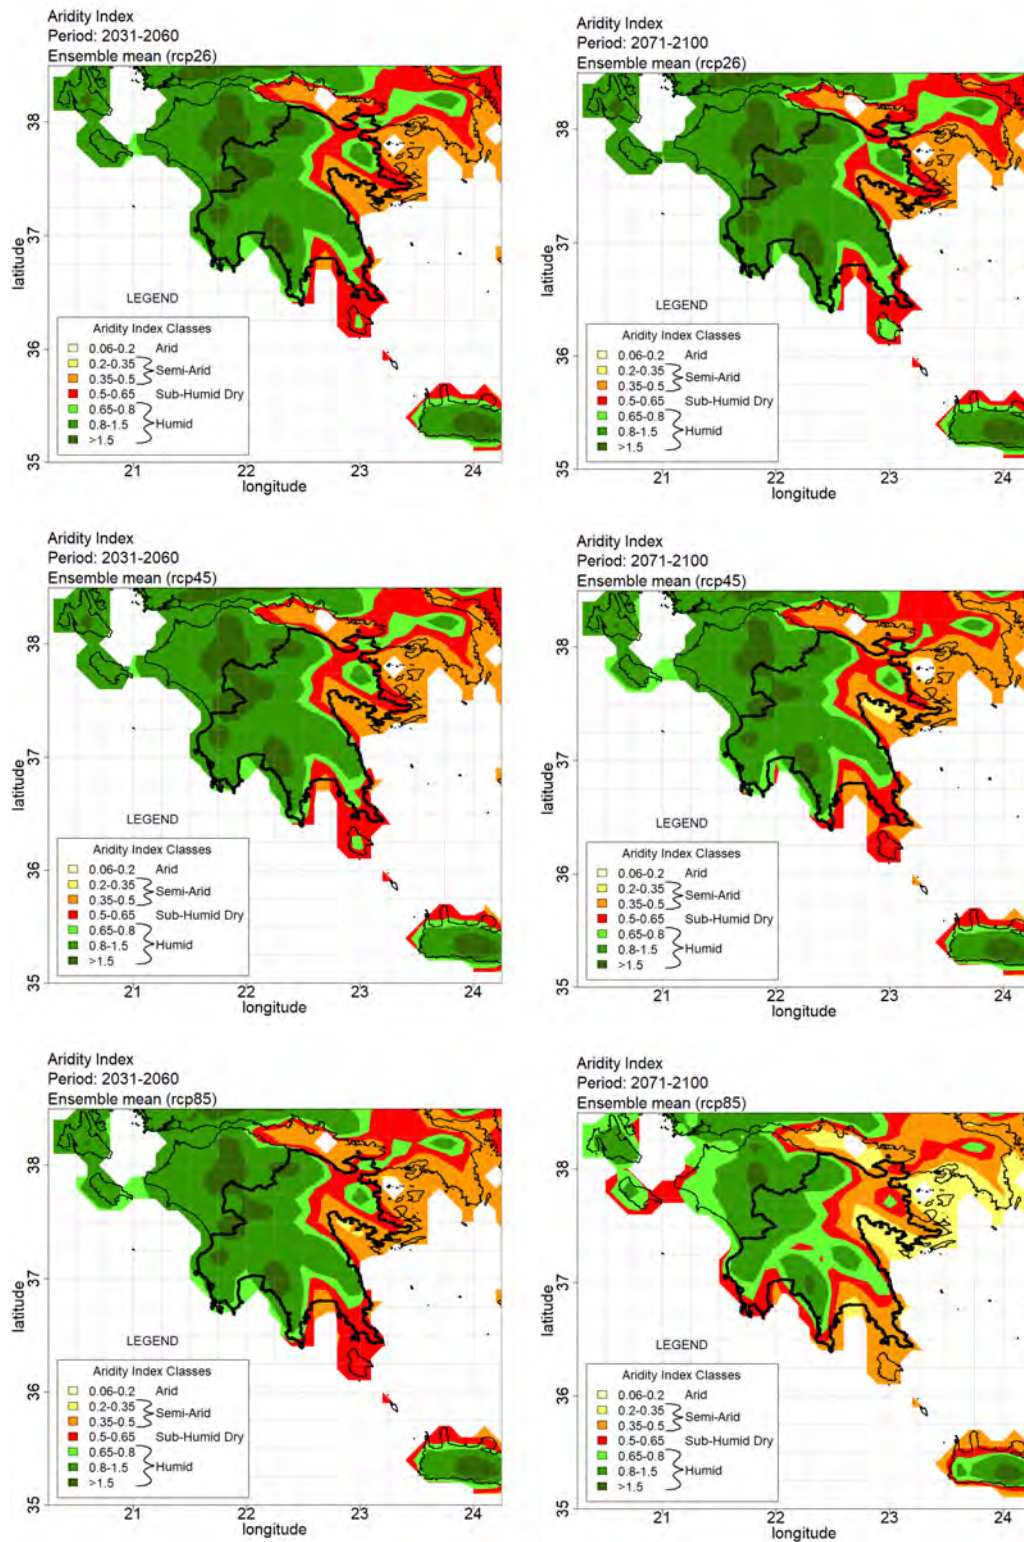 Aridity Index
Period: 2031-2060
Ensemble mean (rcp26)
38
37
36
35
latitude
LEGEND
Aridity Index Classes
0.06-0.2 Arid
0.2-0.35
Semi-Arid
0.35-0.5
0.5-0.65 Sub-Humid Dry
0.65-0.8
0.8-1.5 Humid
>1.5
21 22 23 24
longitude
Aridity Index
Period: 2071-2100
Ensemble mean (rcp26)
38
37
36
35
latitude
LEGEND
Aridity Index Classes
0.06-0.2 Arid
0.2-0.35
Semi-Arid
0.35-0.5
0.5-0.65 Sub-Humid Dry
0.65-0.8
0.8-1.5 Humid
>1.5
21 22 23 24
longitude
Aridity Index
Period: 2031-2060
Ensemble mean (rcp45)
38
37
36
35
latitude
LEGEND
Aridity Index Classes
0.06-0.2 Arid
0.2-0.35
Semi-Arid
0.35-0.5
0.5-0.65 Sub-Humid Dry
0.65-0.8
0.8-1.5 Humid
>1.5
21 22 23 24
longitude
Aridity Index
Period: 2071-2100
Ensemble mean (rcp45)
38
37
36
35
latitude
LEGEND
Aridity Index Classes
0.06-0.2 Arid
0.2-0.35
Semi-Arid
0.35-0.5
0.5-0.65 Sub-Humid Dry
0.65-0.8
0.8-1.5 Humid
>1.5
21 22 23 24
longitude
Aridity Index
Period: 2031-2060
Ensemble mean (rcp85)
38
37
36
35
latitude
LEGEND
Aridity Index Classes
0.06-0.2 Arid
0.2-0.35
Semi-Arid
0.35-0.5
0.5-0.65 Sub-Humid Dry
0.65-0.8
0.8-1.5 Humid
>1.5
21 22 23 24
longitude
Aridity Index
Period: 2071-2100
Ensemble mean (rcp85)
38
37
36
35
latitude
LEGEND
Aridity Index Classes
0.06-0.2 Arid
0.2-0.35
Semi-Arid
0.35-0.5
0.5-0.65 Sub-Humid Dry
0.65-0.8
0.8-1.5 Humid
>1.5
21 22 23 24
longitude